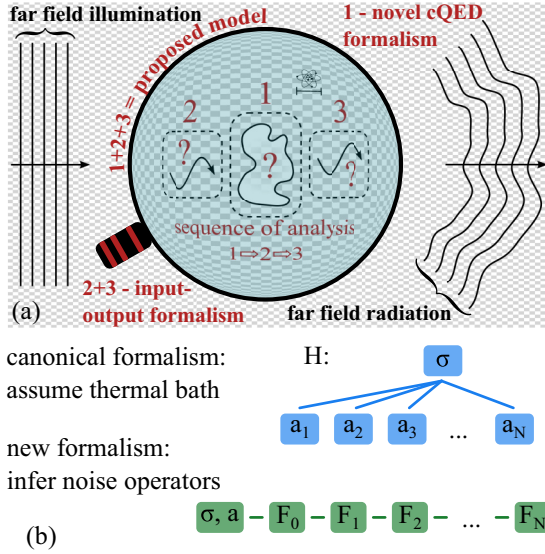 far field illumination
1 - novel cQED
formalism
1+2+3 = proposed model
1
2
3
?
?
?
sequence of analysis
1⇨2⇨3
2+3 - input-
output formalism
far field radiation
(a)
canonical formalism:
assume thermal bath
H:
σ
a1 a2 a3 ... aN
new formalism:
infer noise operators
σ, a F0 F1 F2 ... FN
(b)